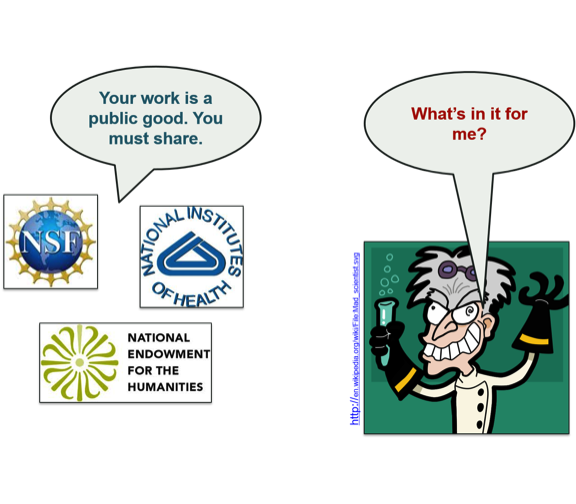 Your work is a
public good. You
must share.
What's in it for
me?
NSF
NATIONAL INSTITUTES
OF HEALTH
NATIONAL
ENDOWMENT
FOR THE
HUMANITIES
http://en.wikipedia.org/wiki/File:Mad_scientist.svg